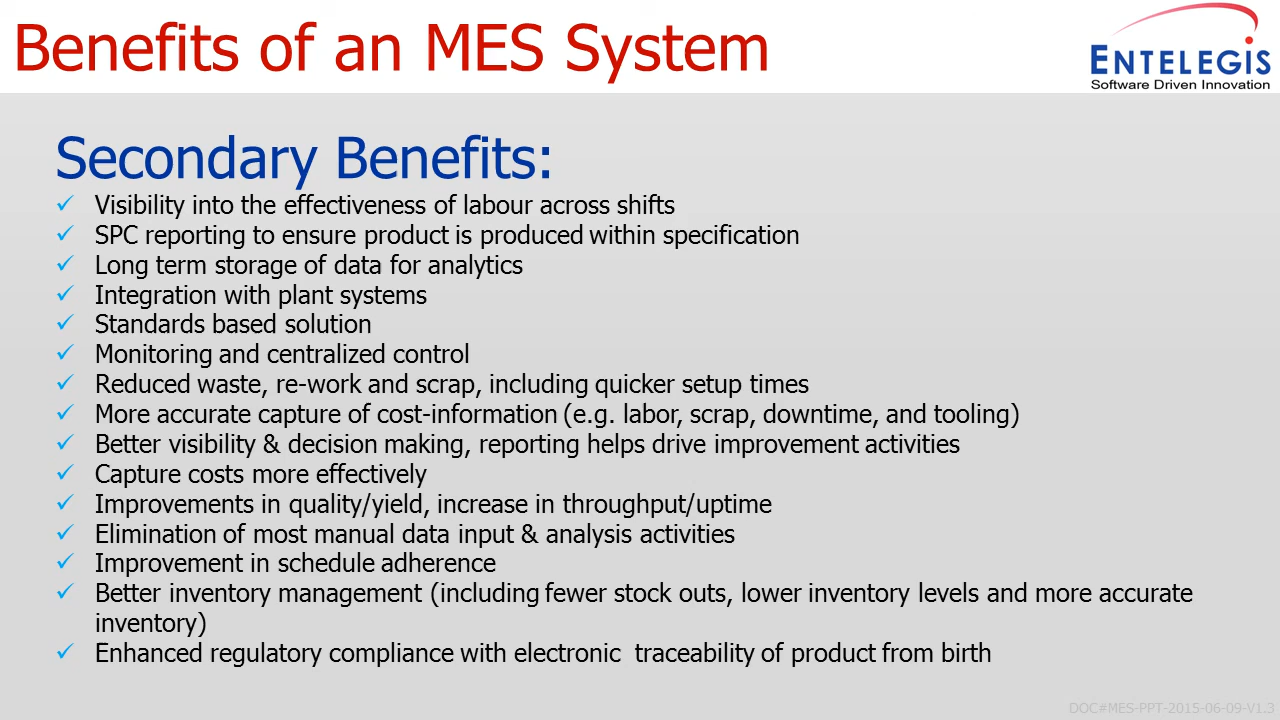 Benefits of an MES System
ENTELEGIS
Software Driven Innovation
Secondary Benefits:
✓ Visibility into the effectiveness of labour across shifts
✓ SPC reporting to ensure product is produced within specification
✓ Long term storage of data for analytics
✓ Integration with plant systems
✓ Standards based solution
✓ Monitoring and centralized control
✓ Reduced waste, re-work and scrap, including quicker setup times
✓ More accurate capture of cost-information (e.g. labor, scrap, downtime, and tooling)
✓ Better visibility & decision making, reporting helps drive improvement activities
✓ Capture costs more effectively
✓ Improvements in quality/yield, increase in throughput/uptime
✓ Elimination of most manual data input & analysis activities
✓ Improvement in schedule adherence
✓ Better inventory management (including fewer stock outs, lower inventory levels and more accurate
inventory)
✓ Enhanced regulatory compliance with electronic  traceability of product from birth
DOC#MES-PPT-2015-06-09-V1.3